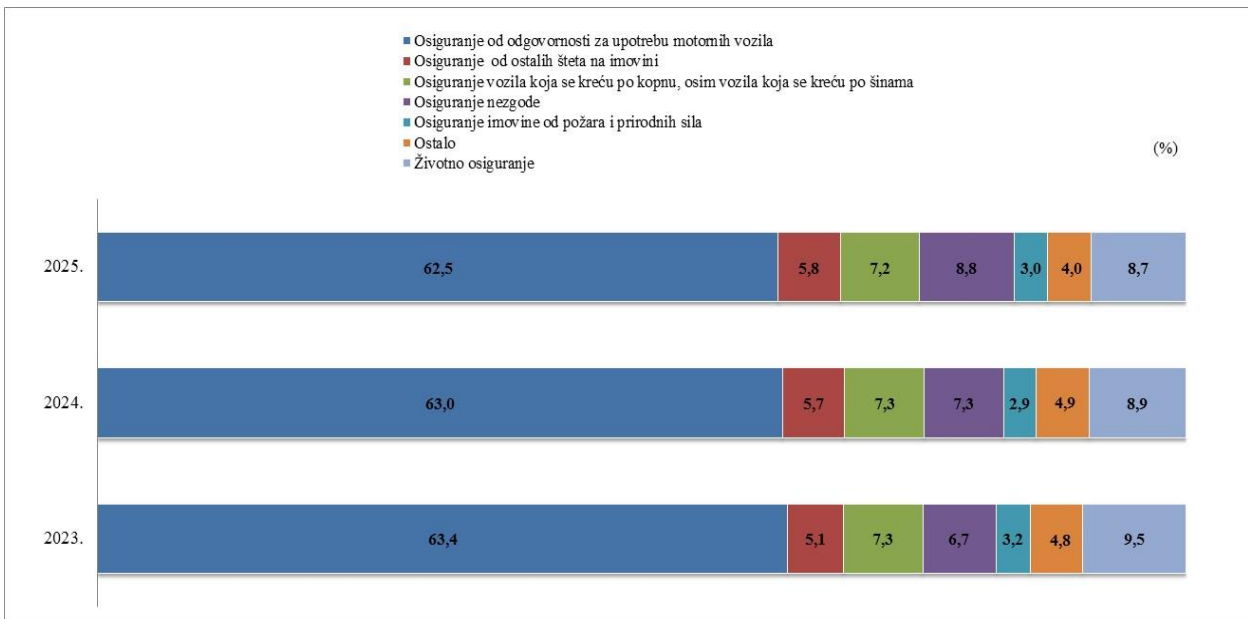 Osiguranje od odgovornosti za upotrebu motornih vozila
Osiguranje od ostalih šteta na imovini
Osiguranje vozila koja se kreću po kopnu, osim vozila koja se kreću po šinama
Osiguranje nezgode
Osiguranje imovine od požara i prirodnih sila
Ostalo
Životno osiguranje
(%)
2025. 62,5 5,8 7,2 8,8 3,0 4,0 8,7
2024. 63,0 5,7 7,3 7,3 2,9 4,9 8,9
2023. 63,4 5,1 7,3 6,7 3,2 4,8 9,5